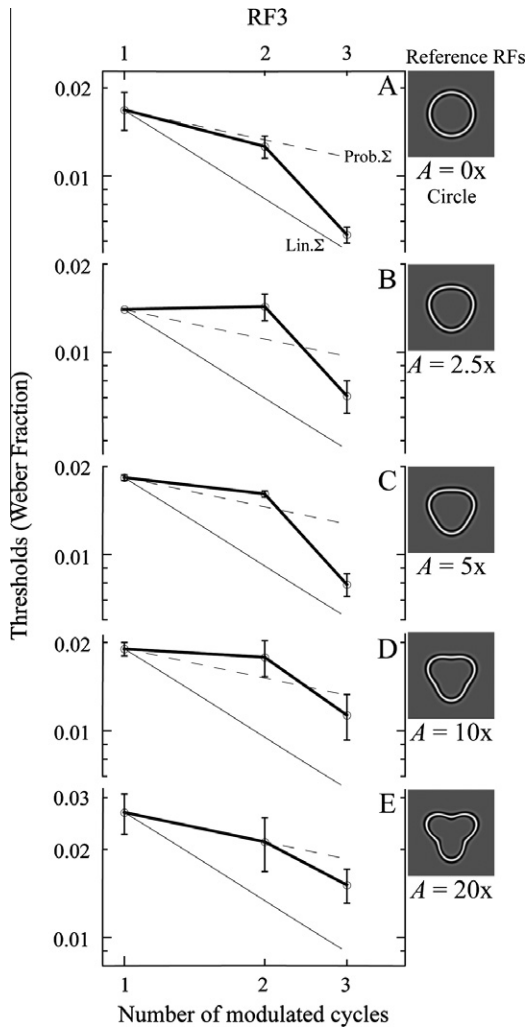 RF3
1 2 3
Reference RFs
0.02
A
Prob.Σ
0.01
A = 0x
Circle
Lin.Σ
0.02
B
0.01
A = 2.5x
0.02
C
0.01
A = 5x
0.02
D
0.01
A = 10x
0.03
E
0.02
A = 20x
0.01
1 2 3
Number of modulated cycles
Thresholds (Weber Fraction)